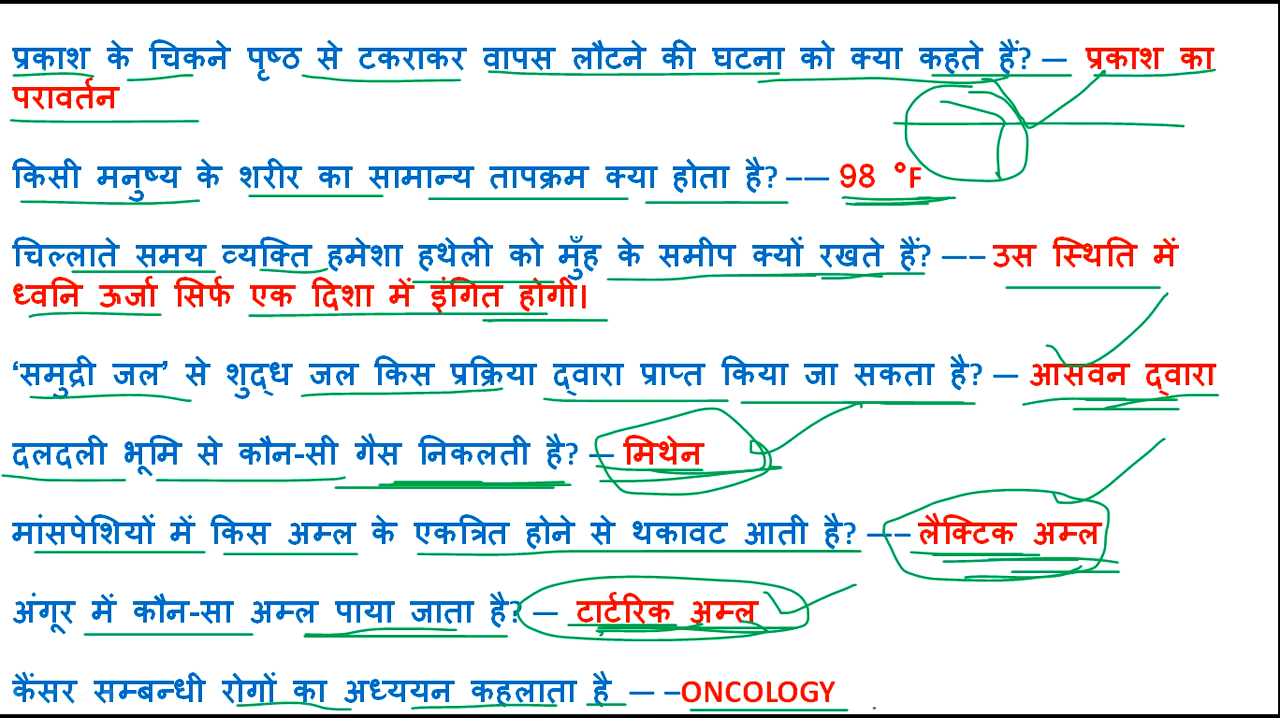 प्रकाश के चिकने पृष्ठ से टकराकर वापस लौटने की घटना को क्या कहते हैं? — प्रकाश का
परावर्तन
किसी मनुष्य के शरीर का सामान्य तापक्रम क्या होता है? –— 98 °F
चिल्लाते समय व्यक्ति हमेशा हथेली को मुँह के समीप क्यों रखते हैं? —– उस स्थिति में
ध्वनि ऊर्जा सिर्फ एक दिशा में इंगित होगी।
‘समुद्री जल’ से शुद्ध जल किस प्रक्रिया द्वारा प्राप्त किया जा सकता है? — आसवन द्वारा
दलदली भूमि से कौन-सी गैस निकलती है? — मिथेन
मांसपेशियों में किस अम्ल के एकत्रित होने से थकावट आती है? —– लैक्टिक अम्ल
अंगूर में कौन-सा अम्ल पाया जाता है? — टार्टरिक अम्ल
कैंसर सम्बन्धी रोगों का अध्ययन कहलाता है — –ONCOLOGY